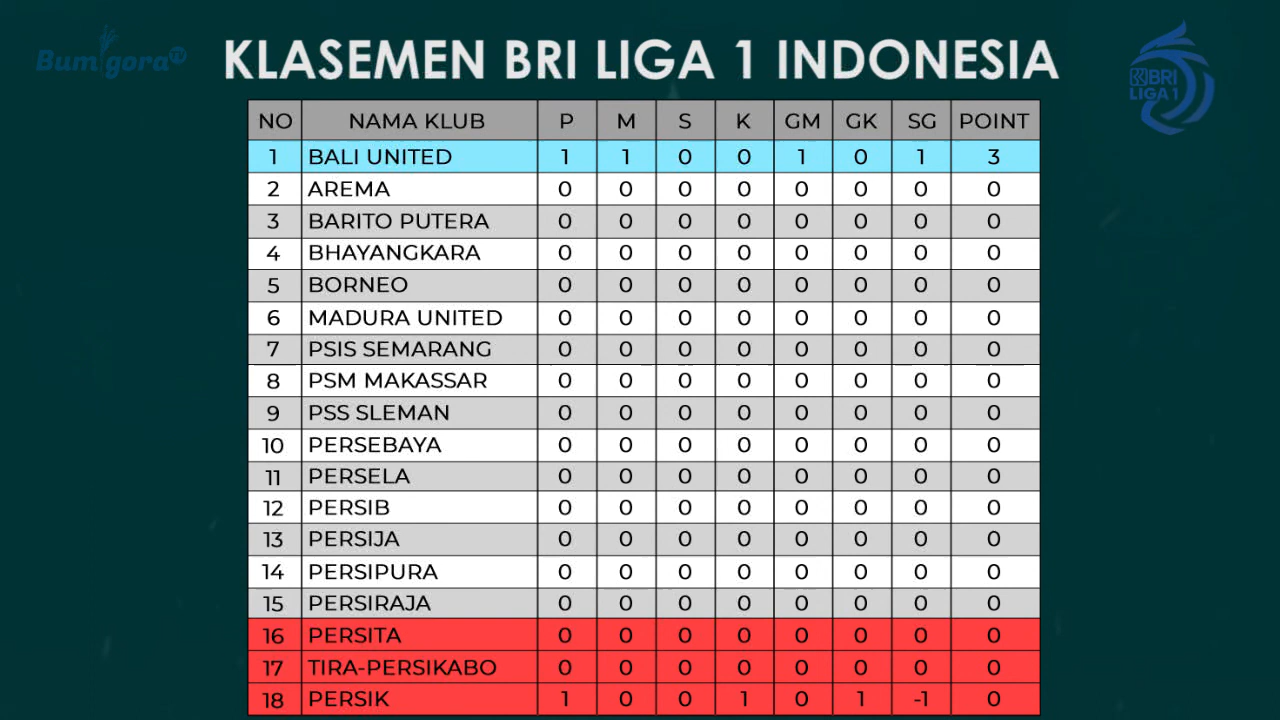 Bumigora TV
KLASEMEN BRI LIGA 1 INDONESIA
BRI
LIGA 1
NO NAMA KLUB P M S K GM GK SG POINT
1 BALI UNITED 1 1 0 0 1 0 1 3
2 AREMA 0 0 0 0 0 0 0 0
3 BARITO PUTERA 0 0 0 0 0 0 0 0
4 BHAYANGKARA 0 0 0 0 0 0 0 0
5 BORNEO 0 0 0 0 0 0 0 0
6 MADURA UNITED 0 0 0 0 0 0 0 0
7 PSIS SEMARANG 0 0 0 0 0 0 0 0
8 PSM MAKASSAR 0 0 0 0 0 0 0 0
9 PSS SLEMAN 0 0 0 0 0 0 0 0
10 PERSEBAYA 0 0 0 0 0 0 0 0
11 PERSELA 0 0 0 0 0 0 0 0
12 PERSIB 0 0 0 0 0 0 0 0
13 PERSIJA 0 0 0 0 0 0 0 0
14 PERSIPURA 0 0 0 0 0 0 0 0
15 PERSIRAJA 0 0 0 0 0 0 0 0
16 PERSITA 0 0 0 0 0 0 0 0
17 TIRA-PERSIKABO 0 0 0 0 0 0 0 0
18 PERSIK 1 0 0 1 0 1 -1 0